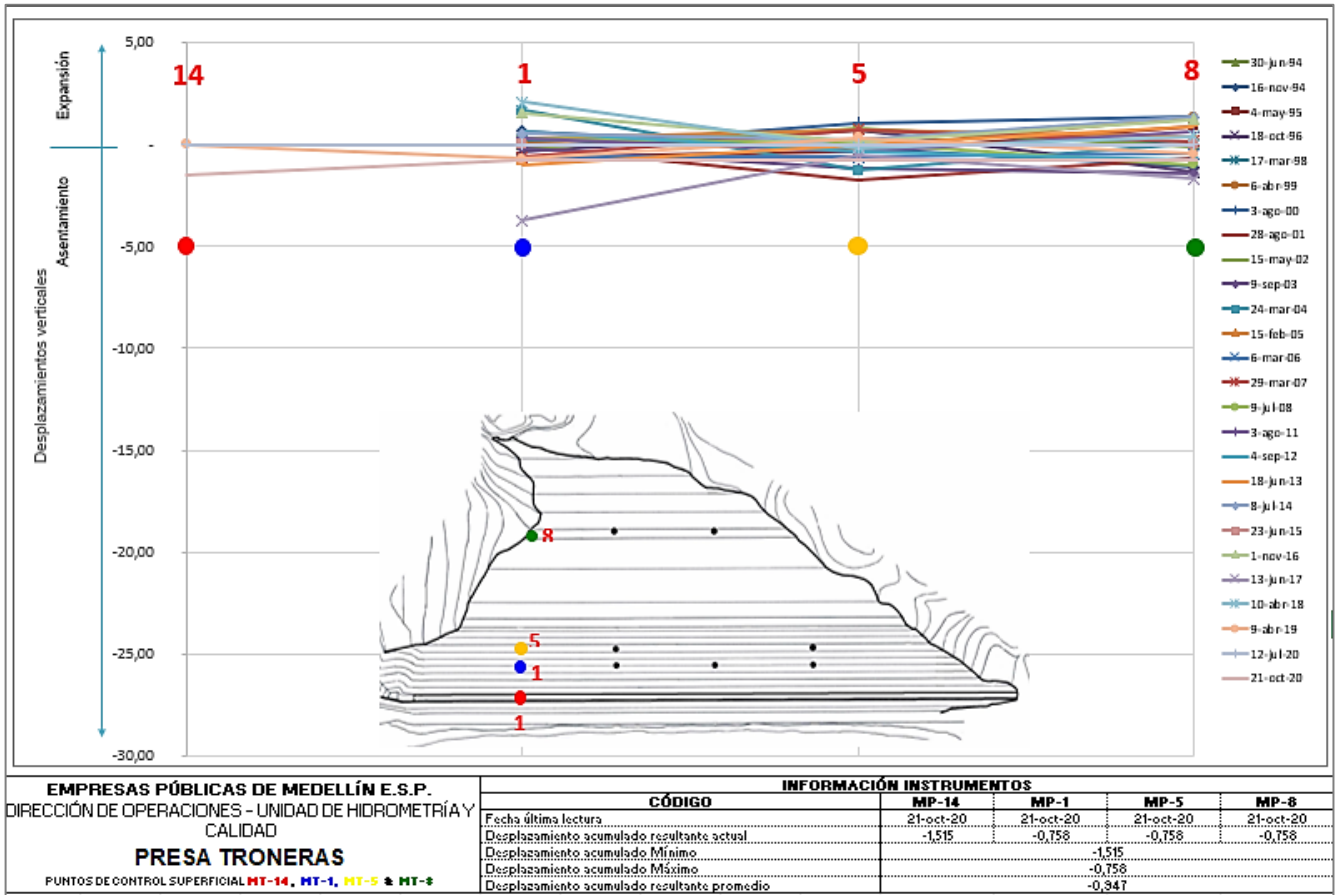 5,00
-
-5,00
-10,00
-15,00
-20,00
-25,00
-30,00
Expansión
Asentamiento
Desplazamientos verticales
14
1
5
8
8
5
1
1
30-jun-94
16-nov-94
4-may-95
18-oct-96
17-mar-98
6-abr-99
3-ago-00
28-ago-01
15-may-02
9-sep-03
24-mar-04
15-feb-05
6-mar-06
29-mar-07
9-jul-08
3-ago-11
4-sep-12
18-jun-13
8-jul-14
23-jun-15
1-nov-16
13-jun-17
10-abr-18
9-abr-19
12-jul-20
21-oct-20
EMPRESAS PÚBLICAS DE MEDELLÍN E.S.P.
DIRECCIÓN DE OPERACIONES - UNIDAD DE HIDROMETRÍA Y
CALIDAD
PRESA TRONERAS
PUNTOS DE CONTROL SUPERFICIAL MT-14, MT-1, MT-5 & MT-8
INFORMACIÓN INSTRUMENTOS
CÓDIGO MP-14 MP-1 MP-5 MP-8
Fecha última lectura 21-oct-20 21-oct-20 21-oct-20 21-oct-20
Desplazamiento acumulado resultante actual -1,515 -0,758 -0,758 -0,758
Desplazamiento acumulado Mínimo -1,515
Desplazamiento acumulado Máximo -0,758
Desplazamiento acumulado resultante promedio -0,947